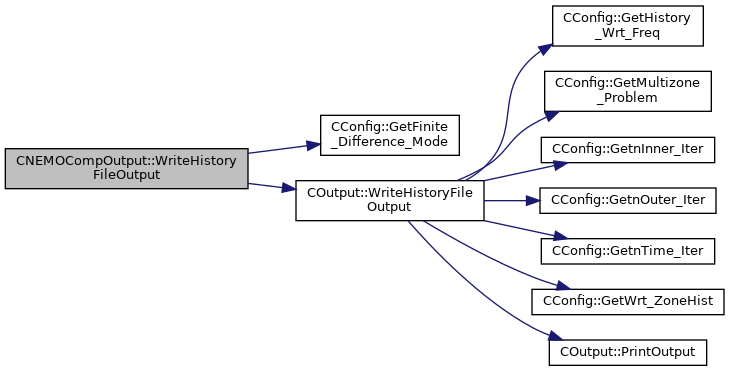 CNEMOCompOutput::WriteHistory
FileOutput
CConfig::GetFinite
_Difference_Mode
COutput::WriteHistoryFile
Output
CConfig::GetHistory
_Wrt_Freq
CConfig::GetMultizone
_Problem
CConfig::GetnInner_Iter
CConfig::GetnOuter_Iter
CConfig::GetnTime_Iter
CConfig::GetWrt_ZoneHist
COutput::PrintOutput